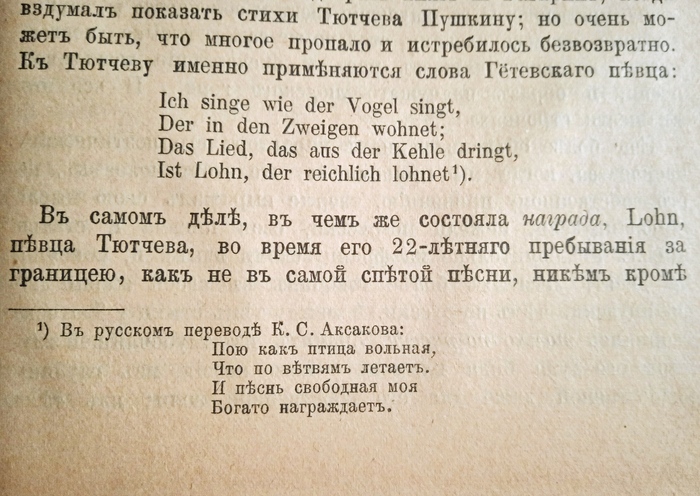 вздумалъ показать стихи Тютчева Пушкину; но очень мо-
жетъ быть, что многое пропало и истребилось безвозвратно.
Къ Тютчеву именно примѣняются слова Гётевскаго пѣвца:
Ich singe wie der Vogel singt,
Der in den Zweigen wohnet;
Das Lied, das aus der Kehle dringt,
Ist Lohn, der reichlich lohnet¹).
Въ самомъ дѣлѣ, въ чемъ же состояла награда, Lohn,
пѣвца Тютчева, во время его 22-лѣтняго пребыванія за
границею, какъ не въ самой спѣтой пѣсни, никѣмъ кромѣ
¹) Въ русскомъ переводѣ К. С. Аксакова:
Пою какъ птица вольная,
Что по вѣтвямъ летаетъ.
И пѣснь свободная моя
Богато награждаетъ.